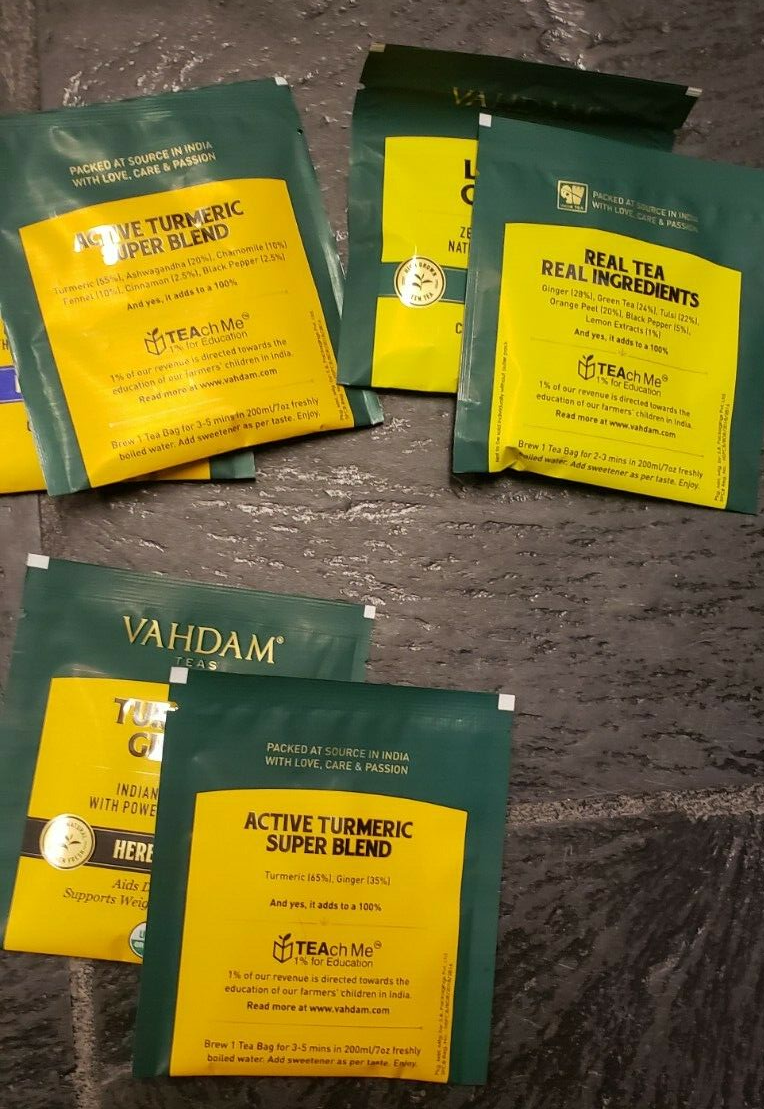 PACKED AT SOURCE IN INDIA
WITH LOVE, CARE & PASSION
ACTIVE TURMERIC
SUPER BLEND
Turmeric (55%), Ashwagandha (20%), Chamomile (10%)
Fennel (10%), Cinnamon (2.5%), Black Pepper (2.5%)
And yes, it adds to a 100%
TEAch Me
1% for Education
1% of our revenue is directed towards the
education of our farmers' children in India.
Read more at www.vahdam.com
Brew 1 Tea Bag for 3-5 mins in 200ml/7oz freshly
boiled water. Add sweetener as per taste. Enjoy.
VAHDAM
L
ZE
NAT
GREEN TEA
C
PACKED AT SOURCE IN INDIA
WITH LOVE, CARE & PASSION
REAL TEA
REAL INGREDIENTS
Ginger (28%), Green Tea (24%), Tulsi (22%),
Orange Peel (20%), Black Pepper (5%),
Lemon Extracts (1%)
And yes, it adds to a 100%
TEAch Me
1% for Education
1% of our revenue is directed towards the
education of our farmers' children in India.
Read more at www.vahdam.com
Brew 1 Tea Bag for 2-3 mins in 200ml/7oz freshly
boiled water. Add sweetener as per taste. Enjoy.
VAHDAM®
TEAS
TUR
GI
INDIAN
WITH POWE
HERB
Aids D
Supports Weig
PACKED AT SOURCE IN INDIA
WITH LOVE, CARE & PASSION
ACTIVE TURMERIC
SUPER BLEND
Turmeric (65%), Ginger (35%)
And yes, it adds to a 100%
TEAch Me
1% for Education
1% of our revenue is directed towards the
education of our farmers' children in India.
Read more at www.vahdam.com
Brew 1 Tea Bag for 3-5 mins in 200ml/7oz freshly
boiled water. Add sweetener as per taste. Enjoy.